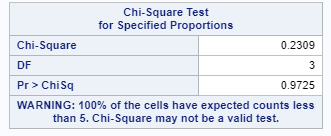 Chi-Square Test
for Specified Proportions
Chi-Square 0.2309
DF 3
Pr > ChiSq 0.9725
WARNING: 100% of the cells have expected counts less
than 5. Chi-Square may not be a valid test.